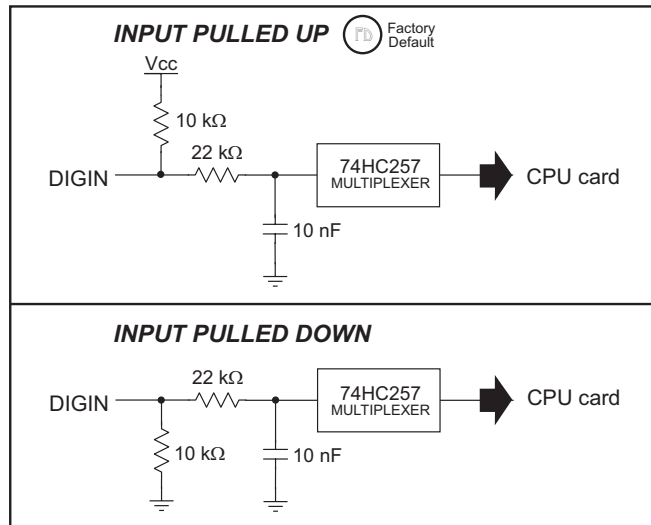 INPUT PULLED UP
FD
Factory
Default
Vcc
10 kΩ
22 kΩ
DIGIN
74HC257
MULTIPLEXER
CPU card
10 nF
INPUT PULLED DOWN
22 kΩ
DIGIN
74HC257
MULTIPLEXER
CPU card
10 kΩ
10 nF